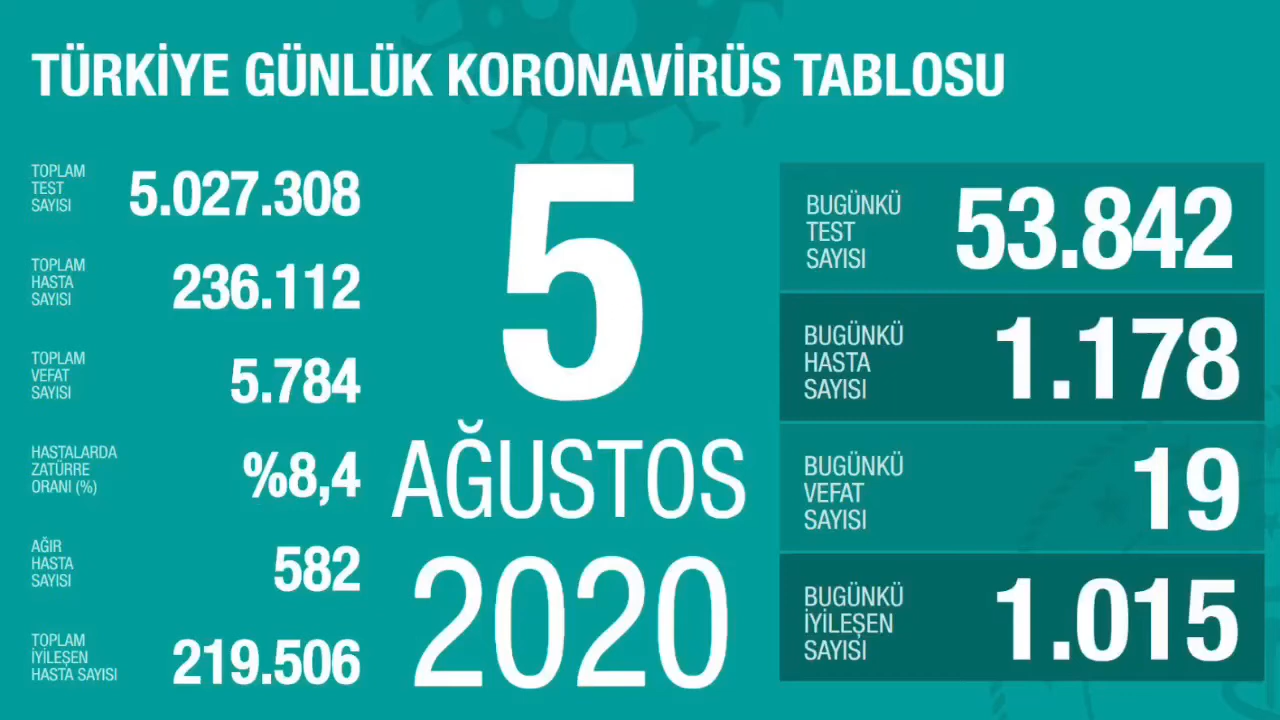 TÜRKİYE GÜNLÜK KORONAVİRÜS TABLOSU
TOPLAM
TEST
SAYISI
5.027.308
TOPLAM
HASTA
SAYISI
236.112
TOPLAM
VEFAT
SAYISI
5.784
HASTALARDA
ZATÜRRE
ORANI (%)
%8,4
AĞIR
HASTA
SAYISI
582
TOPLAM
İYİLEŞEN
HASTA SAYISI
219.506
5
AĞUSTOS
2020
BUGÜNKÜ
TEST
SAYISI
53.842
BUGÜNKÜ
HASTA
SAYISI
1.178
BUGÜNKÜ
VEFAT
SAYISI
19
BUGÜNKÜ
İYİLEŞEN
SAYISI
1.015